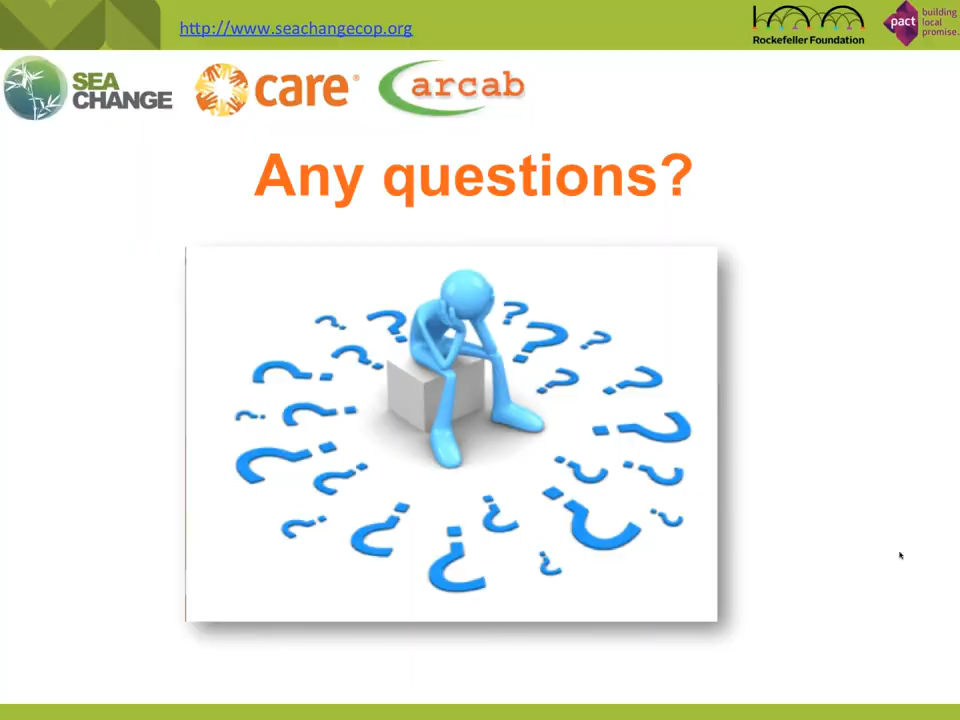 http://www.seachangecop.org
Rockefeller Foundation
pact
building
local
promise.
SEA
CHANGE
care®
arcab
Any questions?